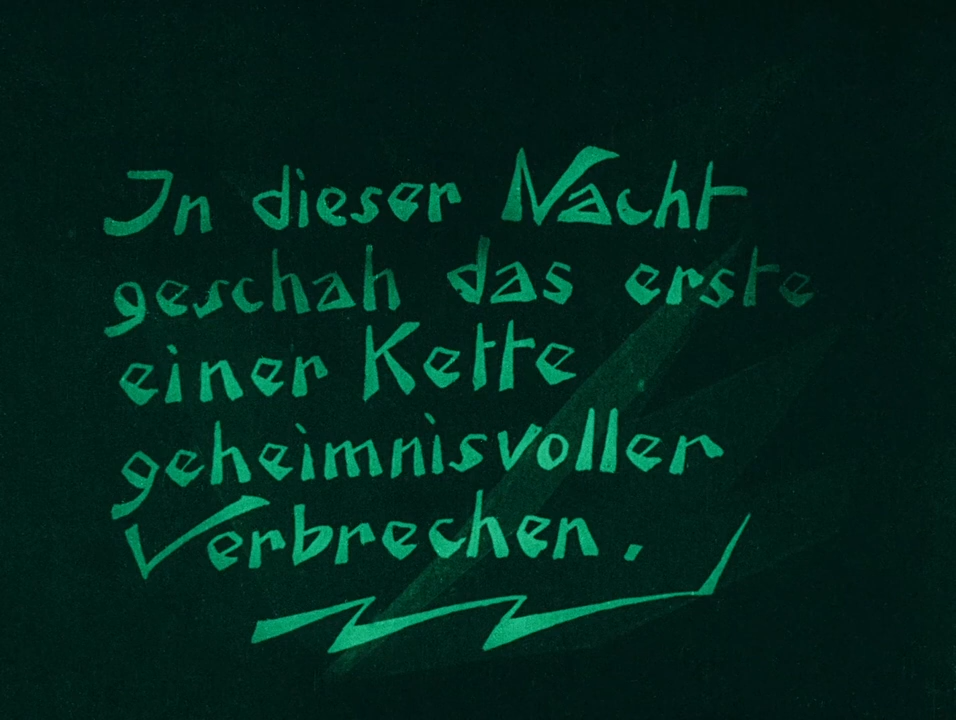 In dieser Nacht
geschah das erste
einer Kette
geheimnisvoller
Verbrechen.